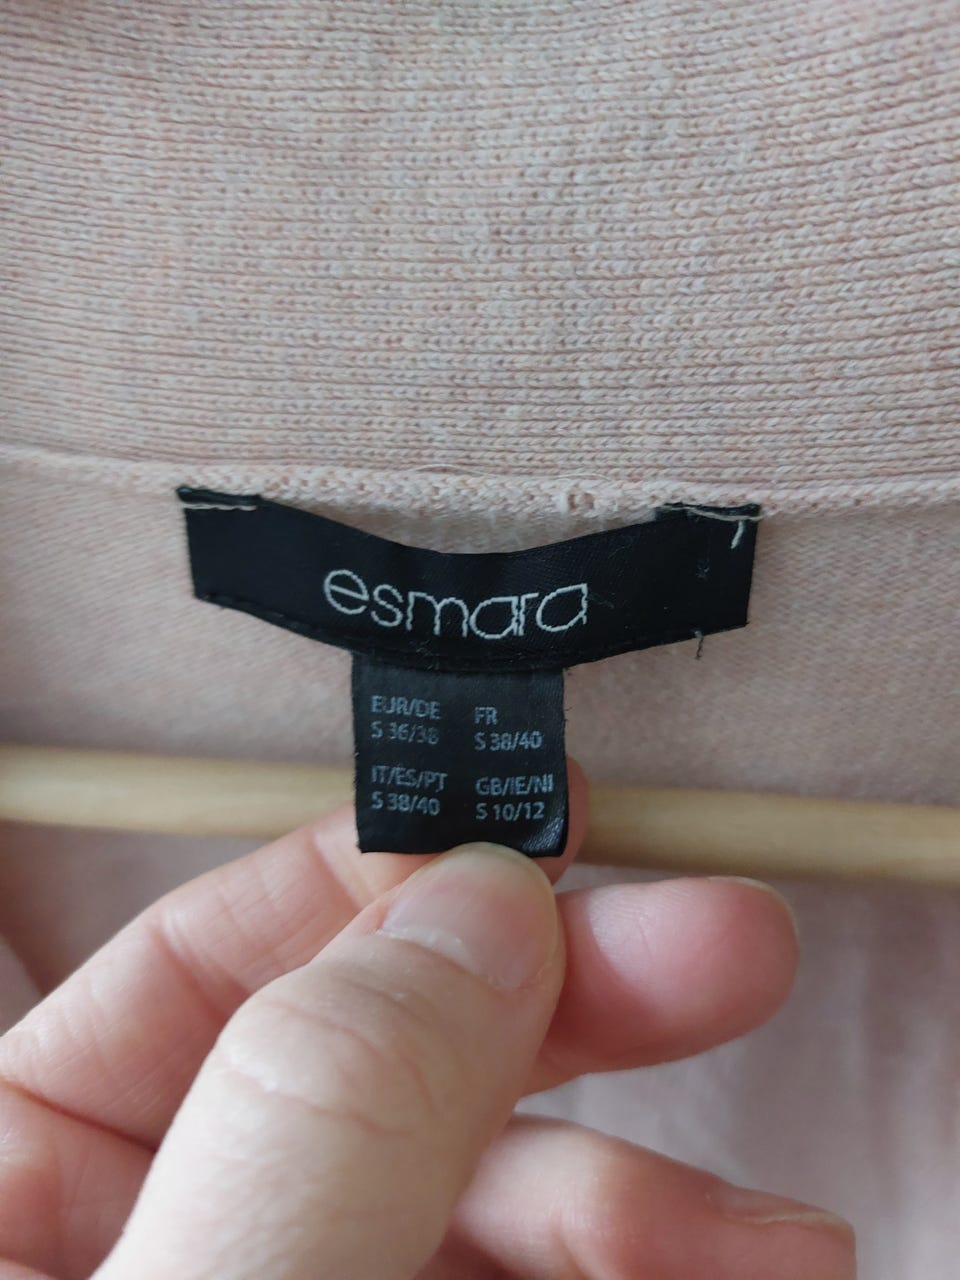 esmara
EUR/DE FR
S 36/38 S 38/40
IT/ES/PT GB/IE/NI
S 38/40 S 10/12